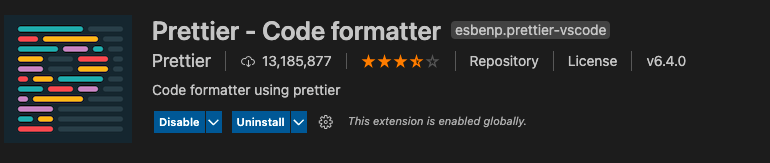 Prettier - Code formatter esbenp.prettier-vscode
Prettier 13,185,877 Repository License v6.4.0
Code formatter using prettier
Disable Uninstall This extension is enabled globally.